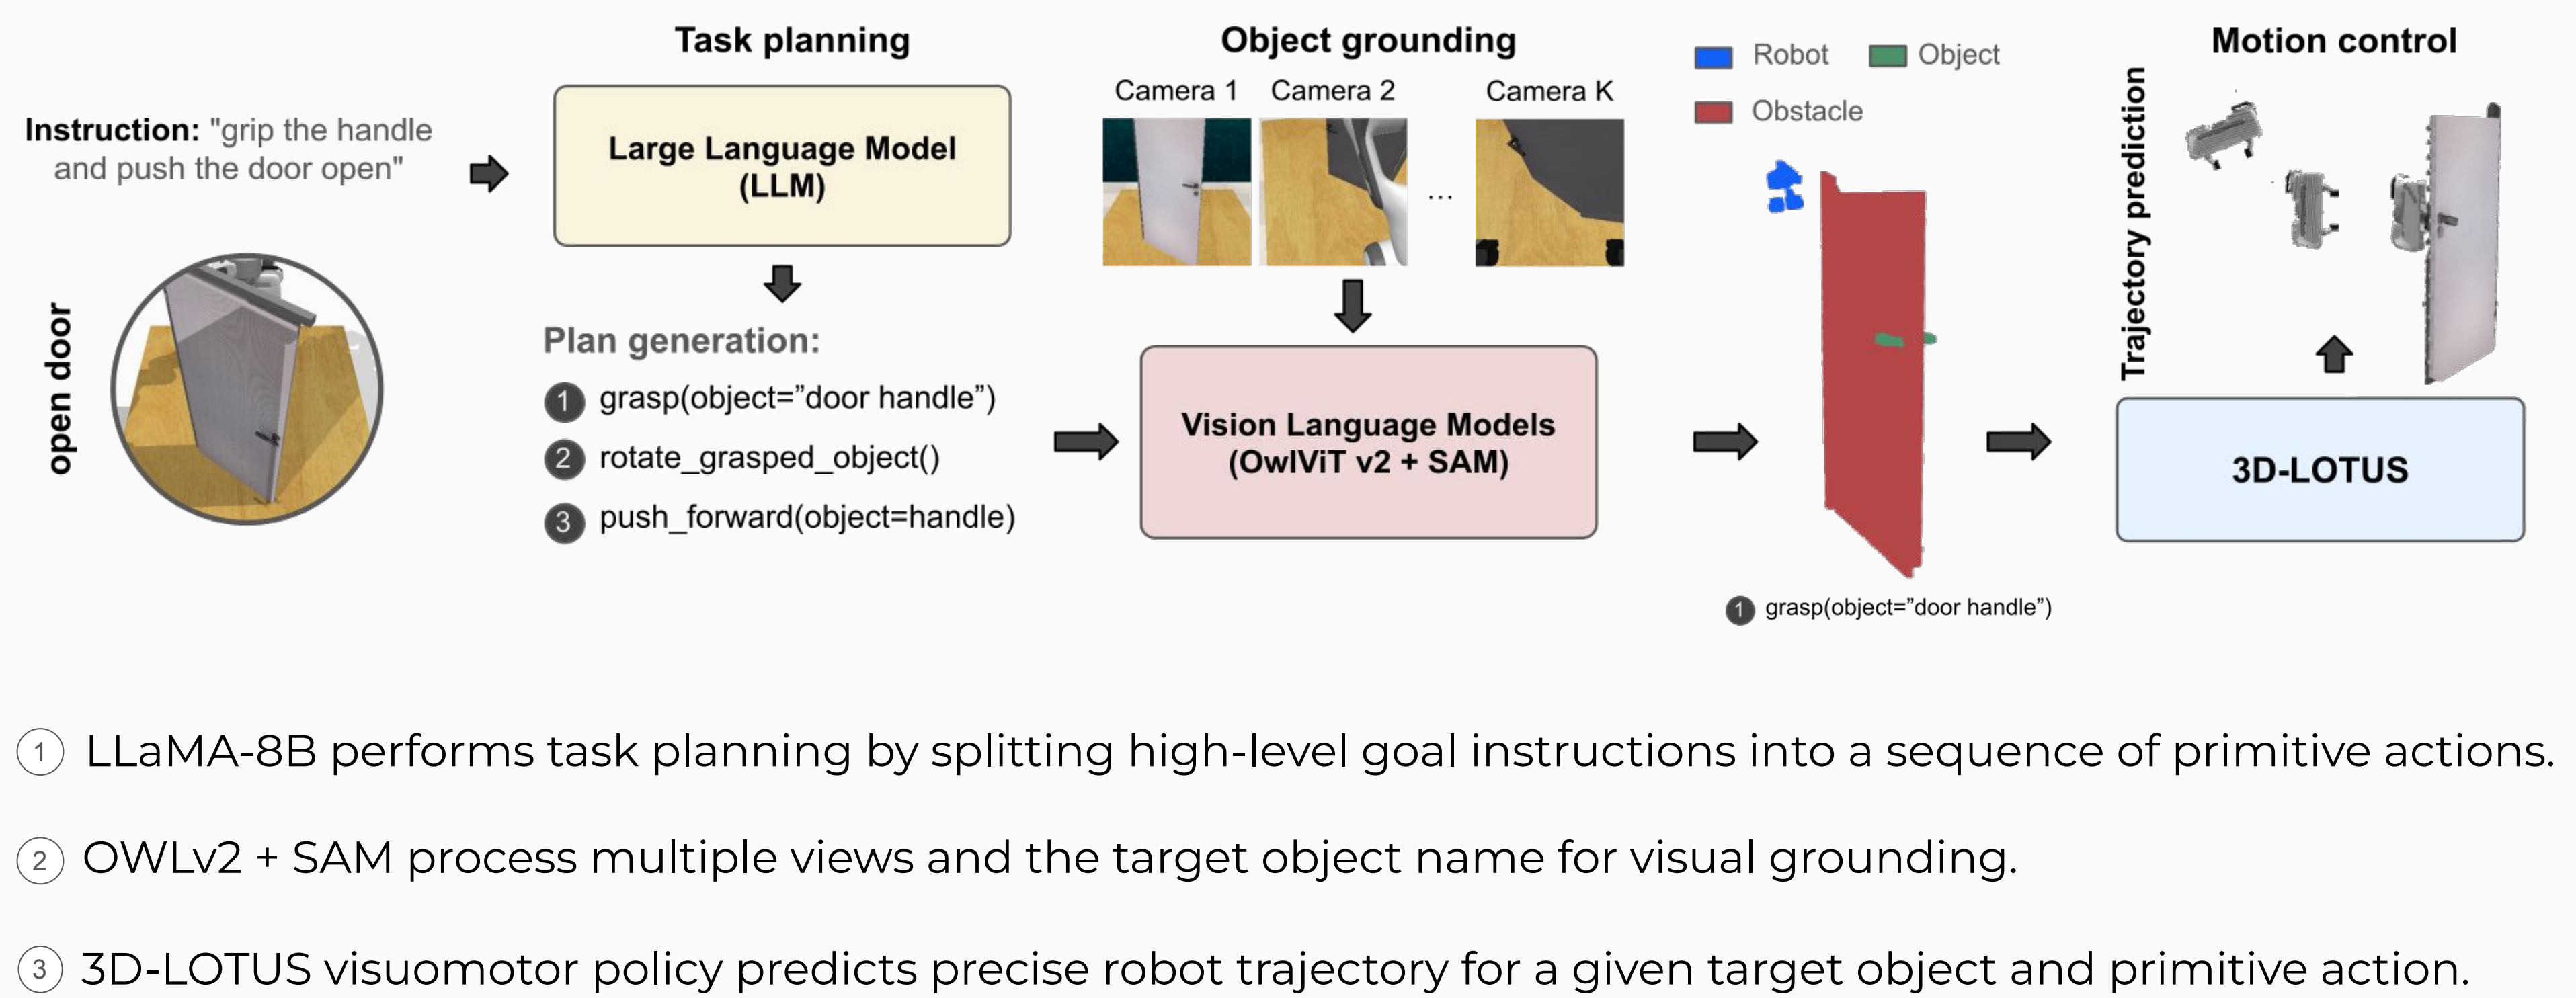 Task planning
Object grounding
Motion control
Robot
Object
Obstacle
Camera 1
Camera 2
Camera K
...
Instruction: "grip the handle
and push the door open"
Large Language Model
(LLM)
open door
Plan generation:
1 grasp(object=”door handle”)
2 rotate_grasped_object()
3 push_forward(object=handle)
Vision Language Models
(OwlViT v2 + SAM)
1 grasp(object=”door handle”)
Trajectory prediction
3D-LOTUS
1 LLaMA-8B performs task planning by splitting high-level goal instructions into a sequence of primitive actions.
2 OWLv2 + SAM process multiple views and the target object name for visual grounding.
3 3D-LOTUS visuomotor policy predicts precise robot trajectory for a given target object and primitive action.